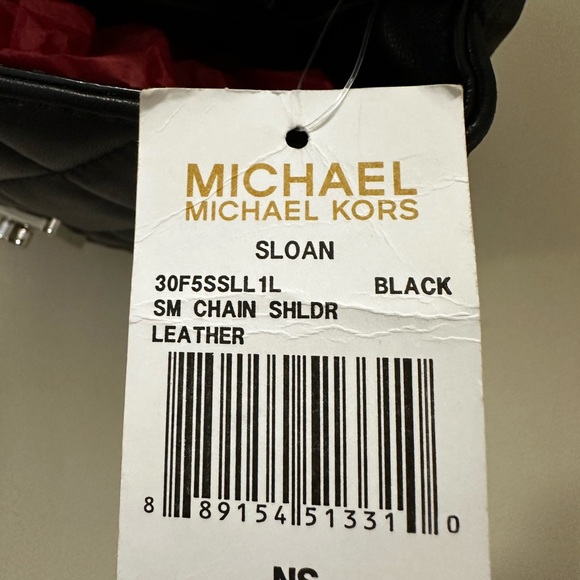 MICHAEL
MICHAEL KORS
SLOAN
30F5SSLL1L BLACK
SM CHAIN SHLDR
LEATHER
8 89154 51331 0
NS